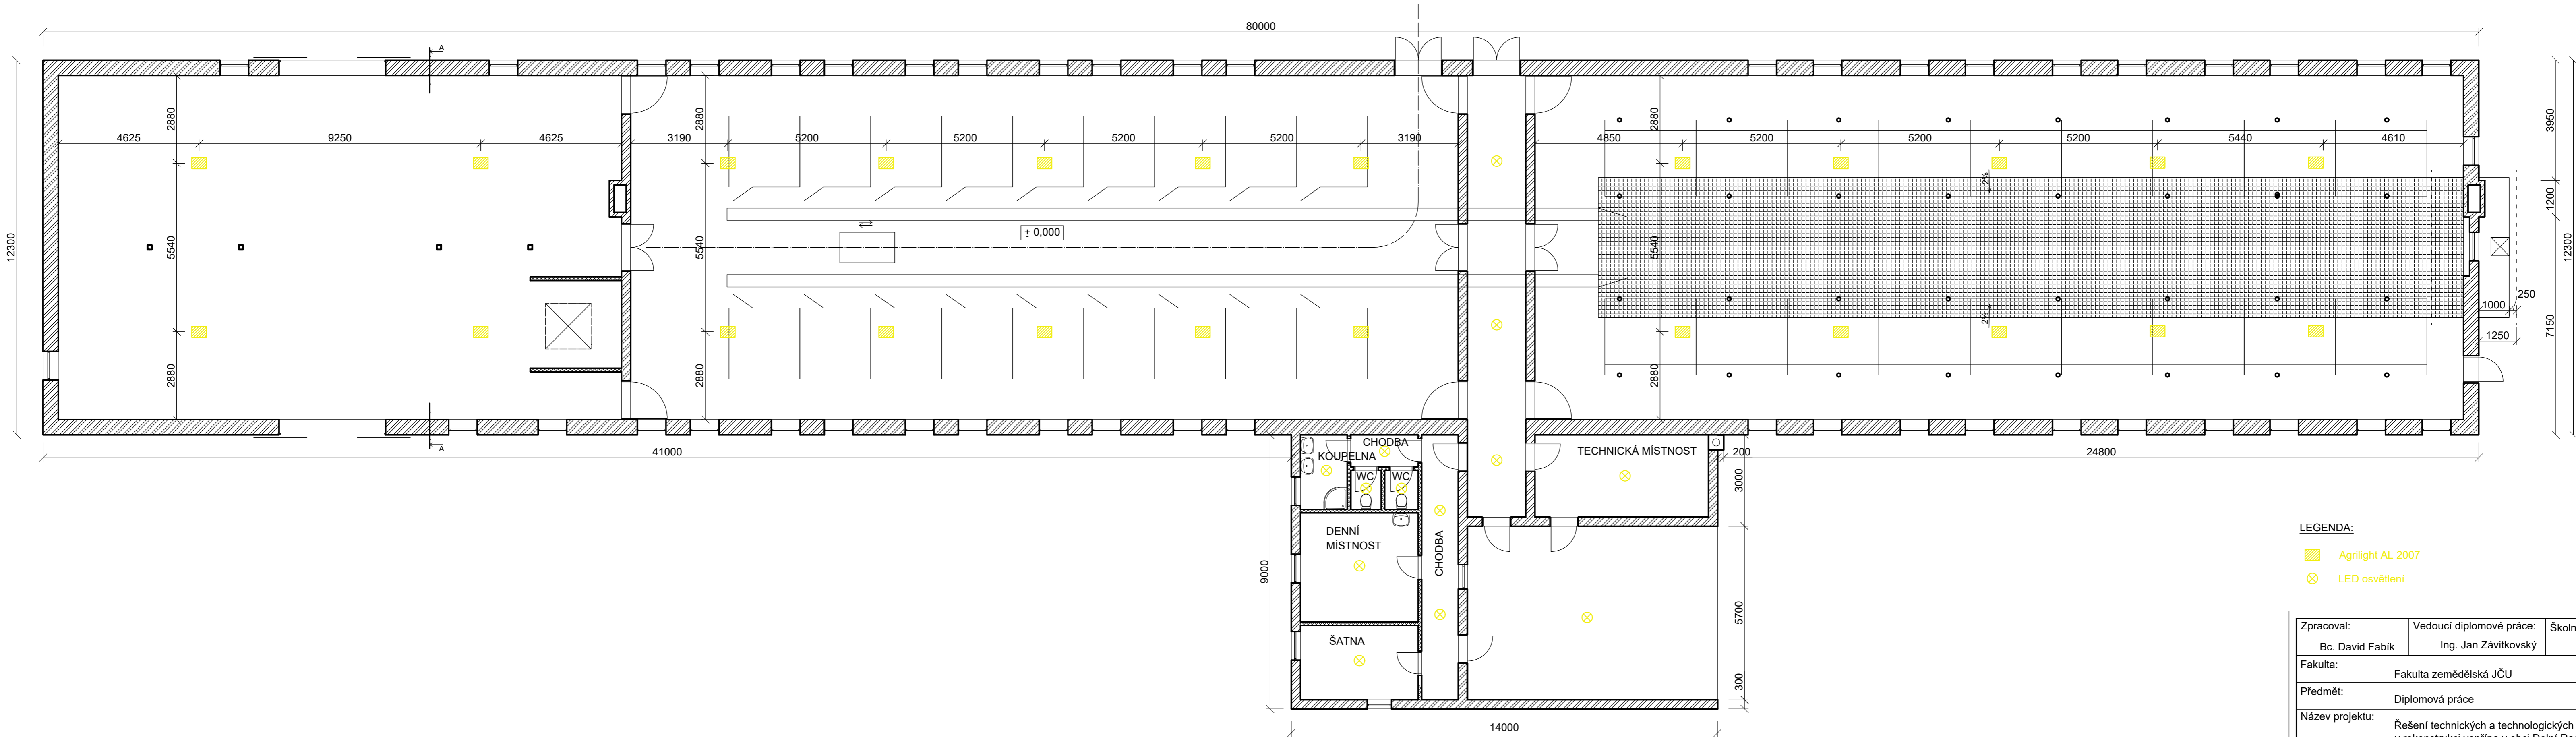 80000
A
12300
2880
2880
2880
3950
4625
9250
4625
3190
5200
5200
5200
5200
3190
4850
5200
5200
5200
5440
4610
2%
1200
12300
± 0,000
5540
5540
5540
2%
1000
250
1250
7150
2880
2880
2880
A
41000
CHODBA
KOUPELNA
TECHNICKÁ MÍSTNOST
200
24800
WC
WC
3000
DENNÍ
MÍSTNOST
CHODBA
9000
5700
ŠATNA
300
14000
LEGENDA:
Agrilight AL 2007
LED osvětlení
Zpracoval:
Vedoucí diplomové práce:
Bc. David Fabík
Ing. Jan Závitkovský
Fakulta:
Fakulta zemědělská JČU
Předmět:
Diplomová práce
Název projektu:
Řešení technických a technologických